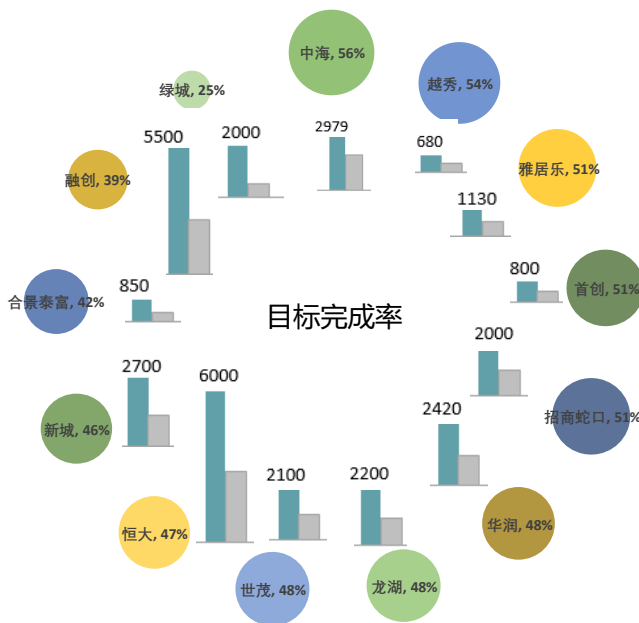 中海, 56%
越秀, 54%
绿城, 25%
2979
5500
2000
680
雅居乐, 51%
融创, 39%
1130
800
850
首创, 51%
合景泰富, 42%
目标完成率
2000
2700
6000
2420
招商蛇口, 51%
新城, 46%
2100
2200
华润, 48%
恒大, 47%
世茂, 48%
龙湖, 48%